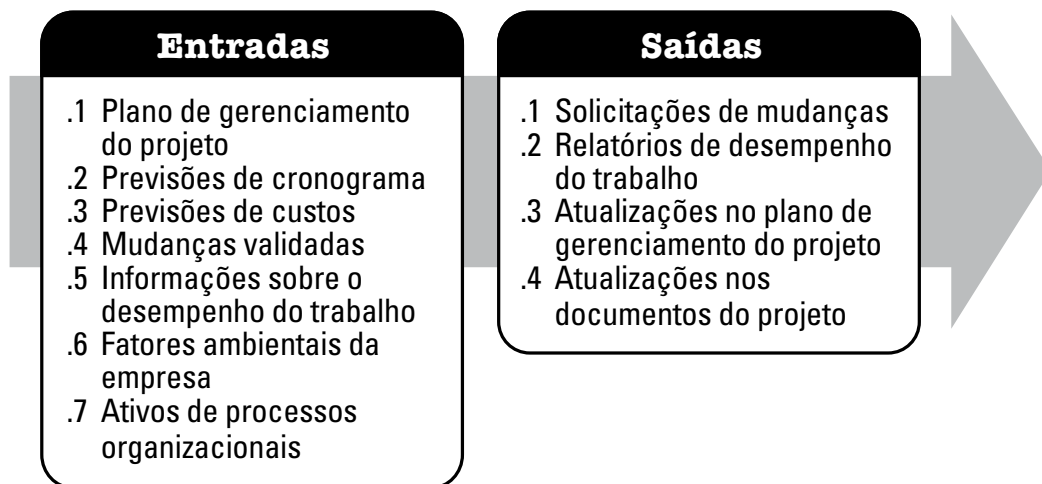 Entradas
.1 Plano de gerenciamento
do projeto
.2 Previsões de cronograma
.3 Previsões de custos
.4 Mudanças validadas
.5 Informações sobre o
desempenho do trabalho
.6 Fatores ambientais da
empresa
.7 Ativos de processos
organizacionais
Saídas
.1 Solicitações de mudanças
.2 Relatórios de desempenho
do trabalho
.3 Atualizações no plano de
gerenciamento do projeto
.4 Atualizações nos
documentos do projeto